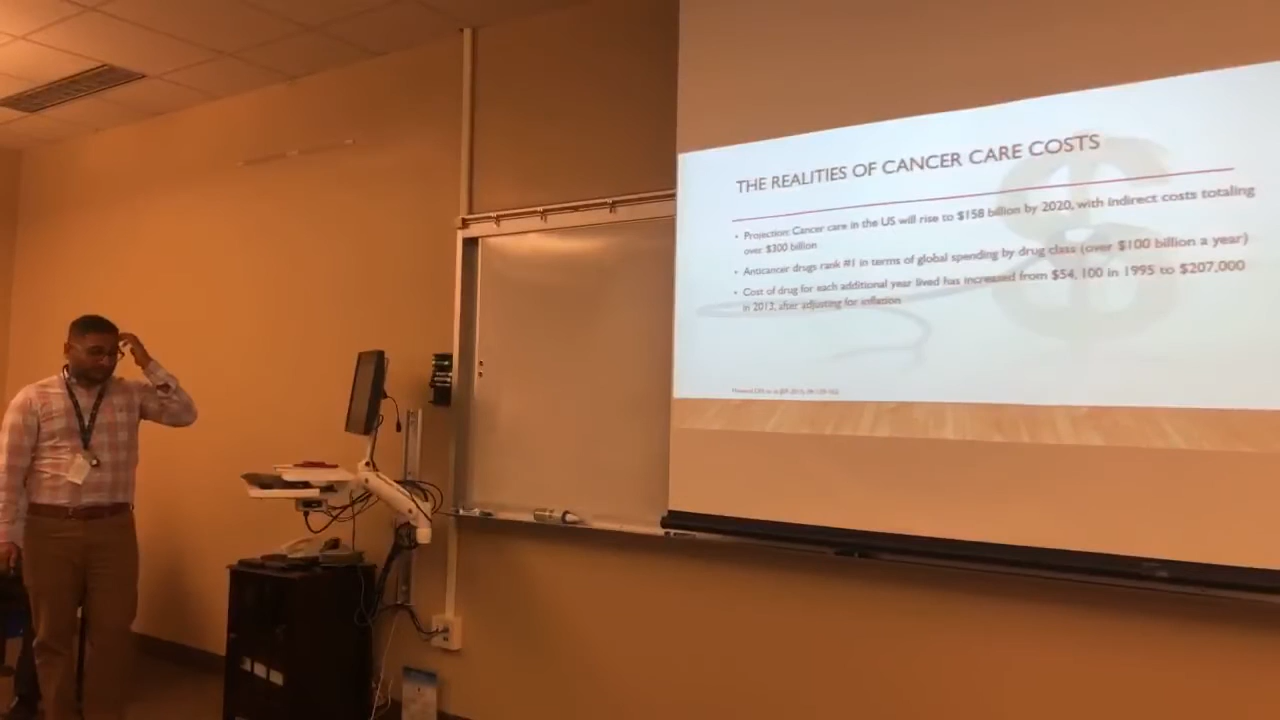 THE REALITIES OF CANCER CARE COSTS
• Projection: Cancer care in the US will rise to $158 billion by 2020, with indirect costs totaling
over $300 billion
• Anticancer drugs rank #1 in terms of global spending by drug class (over $100 billion a year)
• Cost of drug for each additional year lived has increased from $54, 100 in 1995 to $207,000
in 2013, after adjusting for inflation